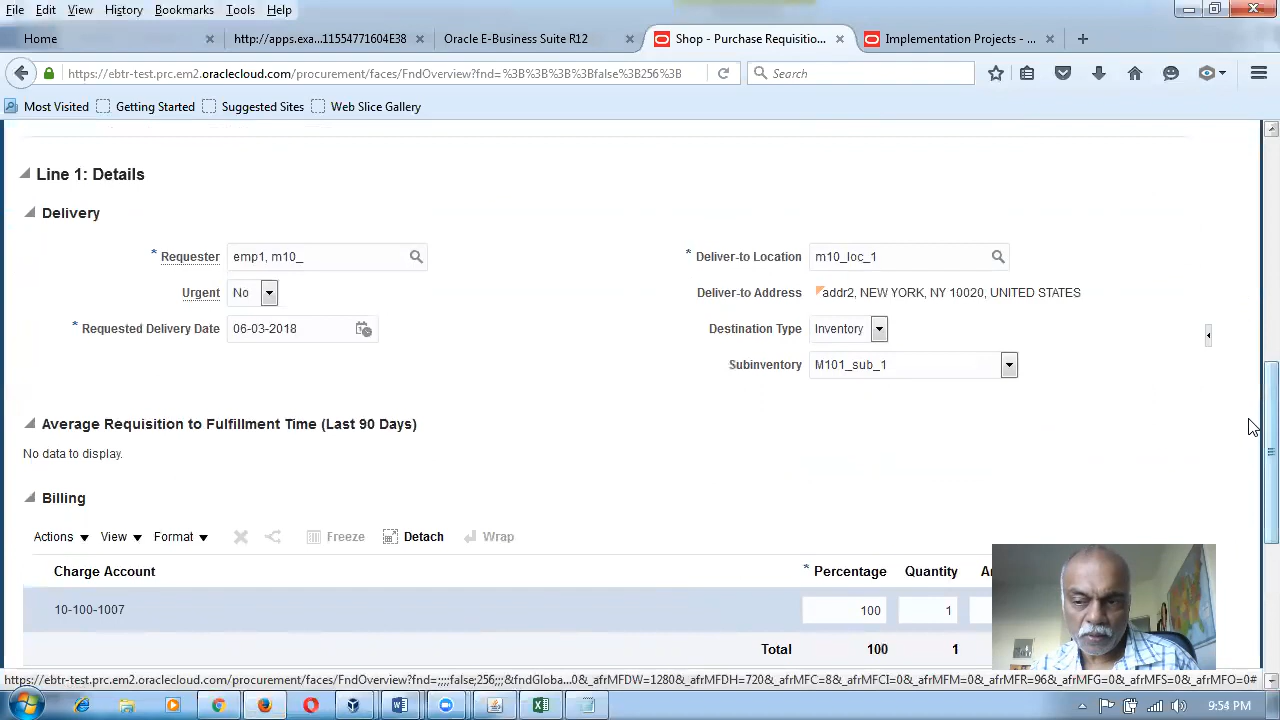 File Edit View History Bookmarks Tools Help
Home http://apps.exa...11554771604E38 Oracle E-Business Suite R12 Shop - Purchase Requisitio... Implementation Projects - ...
https://ebtr-test.prc.em2.oraclecloud.com/procurement/faces/FndOverview?fnd=%3B%3B%3B%3Bfalse%3B256%3B Search
Most Visited Getting Started Suggested Sites Web Slice Gallery
Line 1: Details
Delivery
* Requester emp1, m10_ * Deliver-to Location m10_loc_1
Urgent No Deliver-to Address addr2, NEW YORK, NY 10020, UNITED STATES
* Requested Delivery Date 06-03-2018 Destination Type Inventory
Subinventory M101_sub_1
Average Requisition to Fulfillment Time (Last 90 Days)
No data to display.
Billing
Actions View Format Freeze Detach Wrap
Charge Account * Percentage Quantity
10-100-1007 100 1
Total 100 1
https://ebtr-test.prc.em2.oraclecloud.com/procurement/faces/FndOverview?fnd=;;;;false;256;;;&fndGloba...0&_afrMFDW=1280&_afrMFDH=720&_afrMFC=8&_afrMFCI=0&_afrMFM=0&_afrMFR=96&_afrMFG=0&_afrMFS=0&_afrMFO=0#
9:54 PM